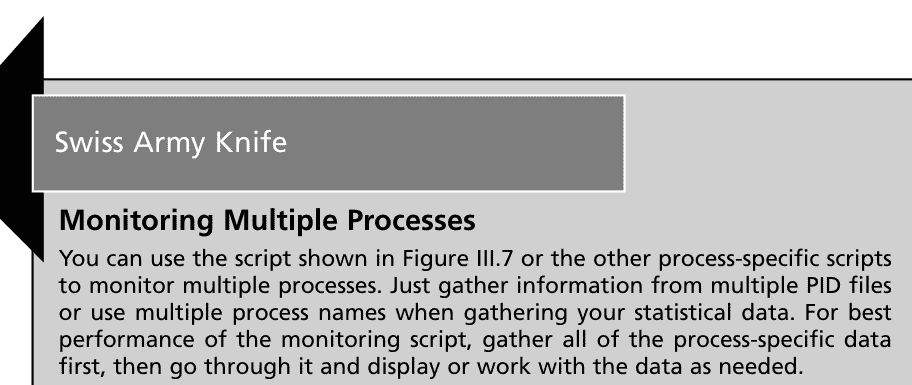 Swiss Army Knife
Monitoring Multiple Processes
You can use the script shown in Figure III.7 or the other process-specific scripts
to monitor multiple processes. Just gather information from multiple PID files
or use multiple process names when gathering your statistical data. For best
performance of the monitoring script, gather all of the process-specific data
first, then go through it and display or work with the data as needed.